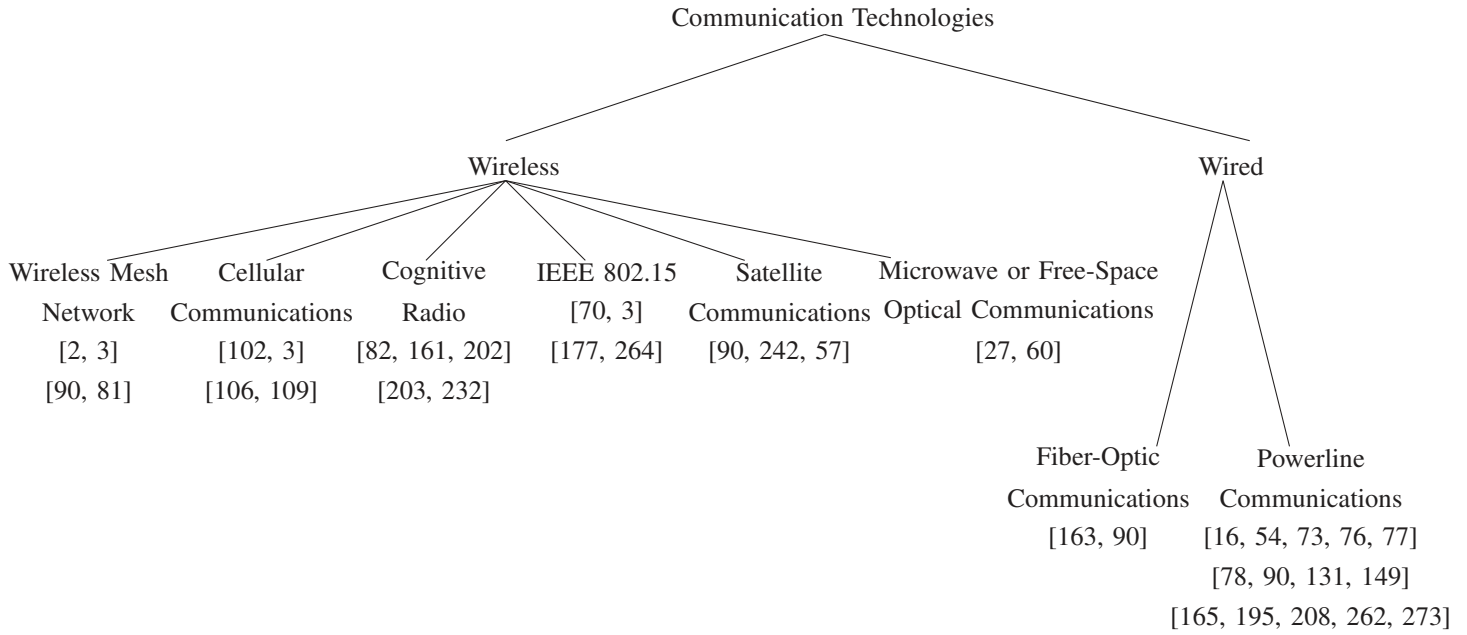 Communication Technologies
Wireless
Wired
Wireless Mesh
Network
[2, 3]
[90, 81]
Cellular
Communications
[102, 3]
[106, 109]
Cognitive
Radio
[82, 161, 202]
[203, 232]
IEEE 802.15
[70, 3]
[177, 264]
Satellite
Communications
[90, 242, 57]
Microwave or Free-Space
Optical Communications
[27, 60]
Fiber-Optic
Communications
[163, 90]
Powerline
Communications
[16, 54, 73, 76, 77]
[78, 90, 131, 149]
[165, 195, 208, 262, 273]